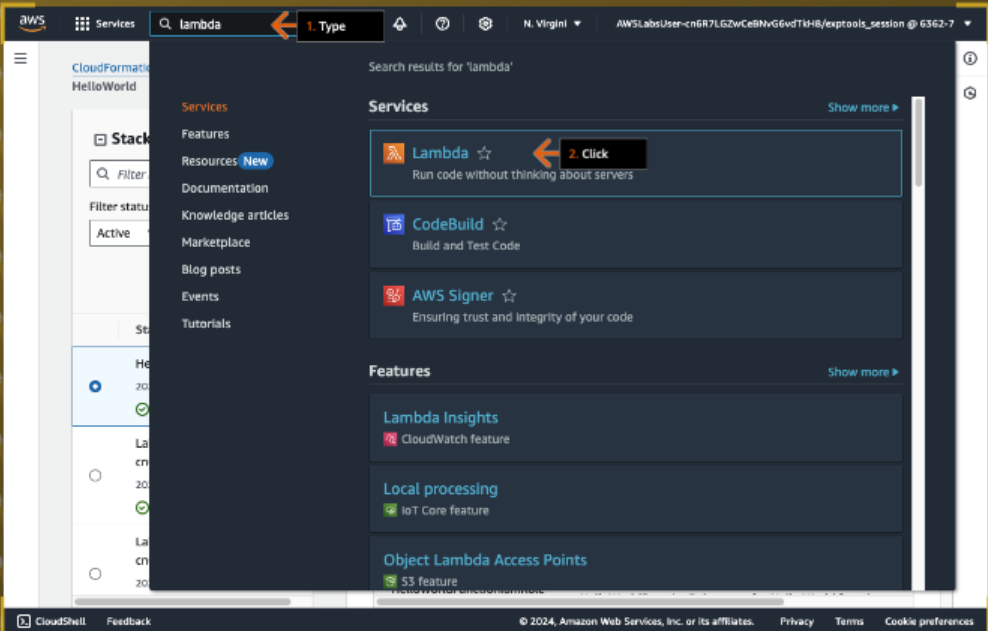 aws
Services
lambda
1. Type
N. Virgini
AWSLabsUser-cn6R7LGZwCeBNvG6vdTkH8/exptools_session @ 6362-7
CloudFormatio
HelloWorld
Stack
Filter
Filter statu
Active
Sta
He
202
La
cn
202
La
cn
202
Search results for 'lambda'
Services
Features
Resources New
Documentation
Knowledge articles
Marketplace
Blog posts
Events
Tutorials
Services
Show more
Lambda
2. Click
Run code without thinking about servers
CodeBuild
Build and Test Code
AWS Signer
Ensuring trust and integrity of your code
Features
Show more
Lambda Insights
CloudWatch feature
Local processing
IoT Core feature
Object Lambda Access Points
S3 feature
CloudShell
Feedback
© 2024, Amazon Web Services, Inc. or its affiliates.
Privacy
Terms
Cookie preferences